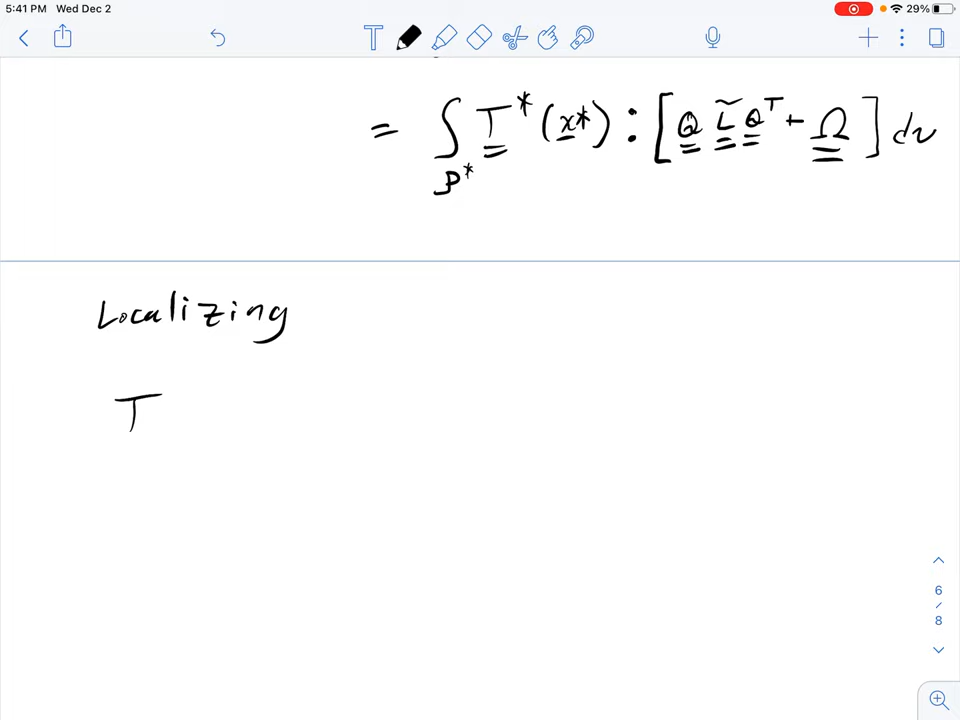 5:41 PM Wed Dec 2 29%
= ∫_{P*} T*(x*) : [Q L̃ Q^T + Ω] dv
Localizing
T
6
/
8